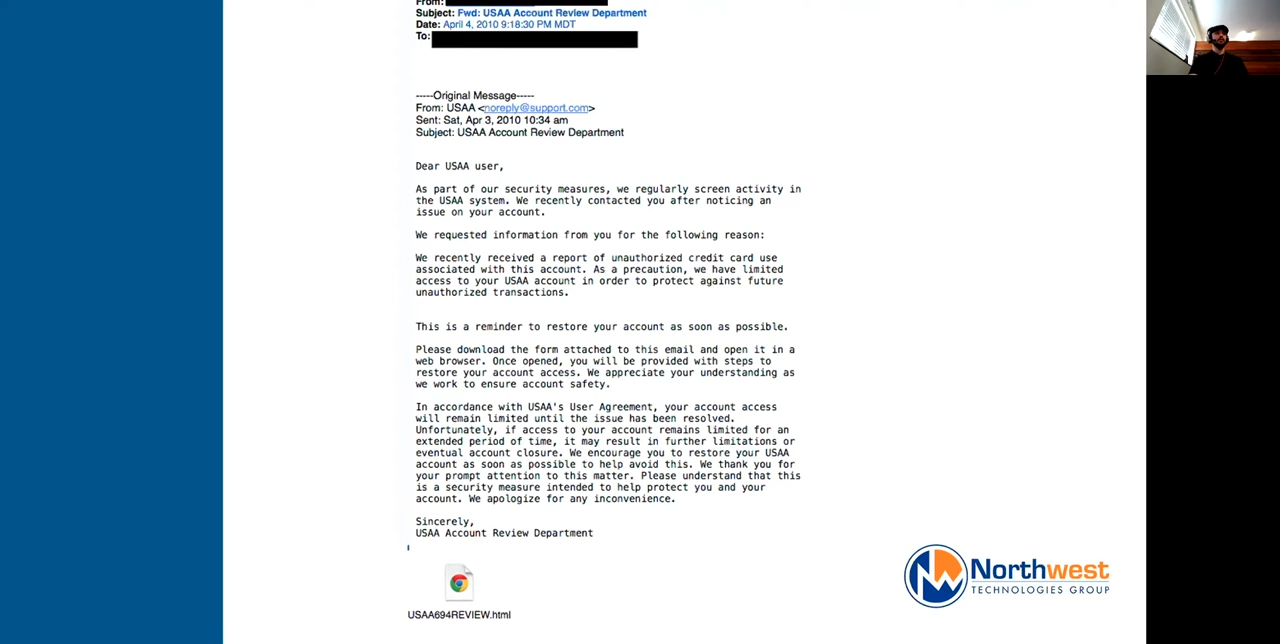 From:
Subject: Fwd: USAA Account Review Department
Date: April 4, 2010 9:18:30 PM MDT
To:
-----Original Message-----
From: USAA <noreply@support.com>
Sent: Sat, Apr 3, 2010 10:34 am
Subject: USAA Account Review Department
Dear USAA user,
As part of our security measures, we regularly screen activity in
the USAA system. We recently contacted you after noticing an
issue on your account.
We requested information from you for the following reason:
We recently received a report of unauthorized credit card use
associated with this account. As a precaution, we have limited
access to your USAA account in order to protect against future
unauthorized transactions.
This is a reminder to restore your account as soon as possible.
Please download the form attached to this email and open it in a
web browser. Once opened, you will be provided with steps to
restore your account access. We appreciate your understanding as
we work to ensure account safety.
In accordance with USAA's User Agreement, your account access
will remain limited until the issue has been resolved.
Unfortunately, if access to your account remains limited for an
extended period of time, it may result in further limitations or
eventual account closure. We encourage you to restore your USAA
account as soon as possible to help avoid this. We thank you for
your prompt attention to this matter. Please understand that this
is a security measure intended to help protect you and your
account. We apologize for any inconvenience.
Sincerely,
USAA Account Review Department
USAA694REVIEW.html
Northwest
TECHNOLOGIES GROUP